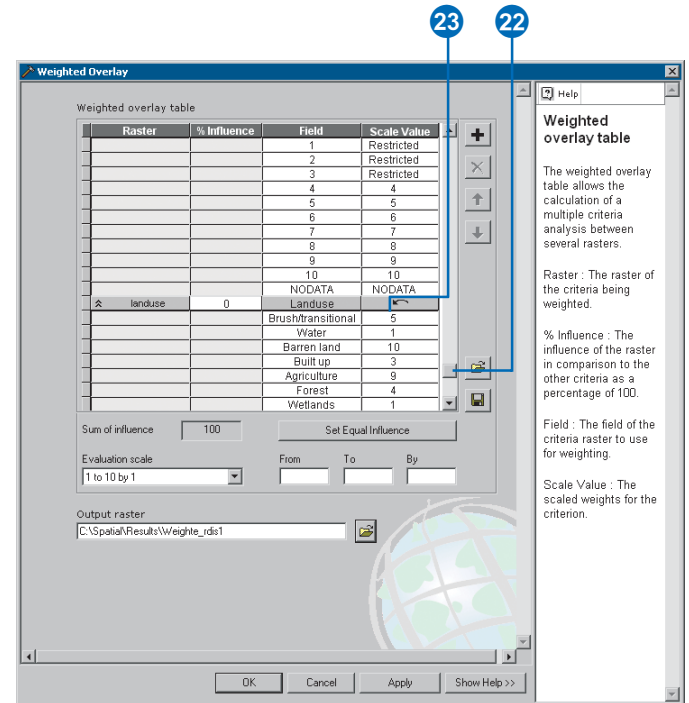 23 22
Weighted Overlay
Weighted overlay table
Raster % Influence Field Scale Value
1 Restricted
2 Restricted
3 Restricted
4 4
5 5
6 6
7 7
8 8
9 9
10 10
NODATA NODATA
landuse 0 Landuse
Brush/transitional 5
Water 1
Barren land 10
Built up 3
Agriculture 9
Forest 4
Wetlands 1
Sum of influence 100 Set Equal Influence
Evaluation scale From To By
1 to 10 by 1
Output raster
C:\Spatial\Results\Weighte_rdis1
OK Cancel Apply Show Help >>
Help
Weighted
overlay table
The weighted overlay
table allows the
calculation of a
multiple criteria
analysis between
several rasters.
Raster : The raster of
the criteria being
weighted.
% Influence : The
influence of the raster
in comparison to the
other criteria as a
percentage of 100.
Field : The field of the
criteria raster to use
for weighting.
Scale Value : The
scaled weights for the
criterion.